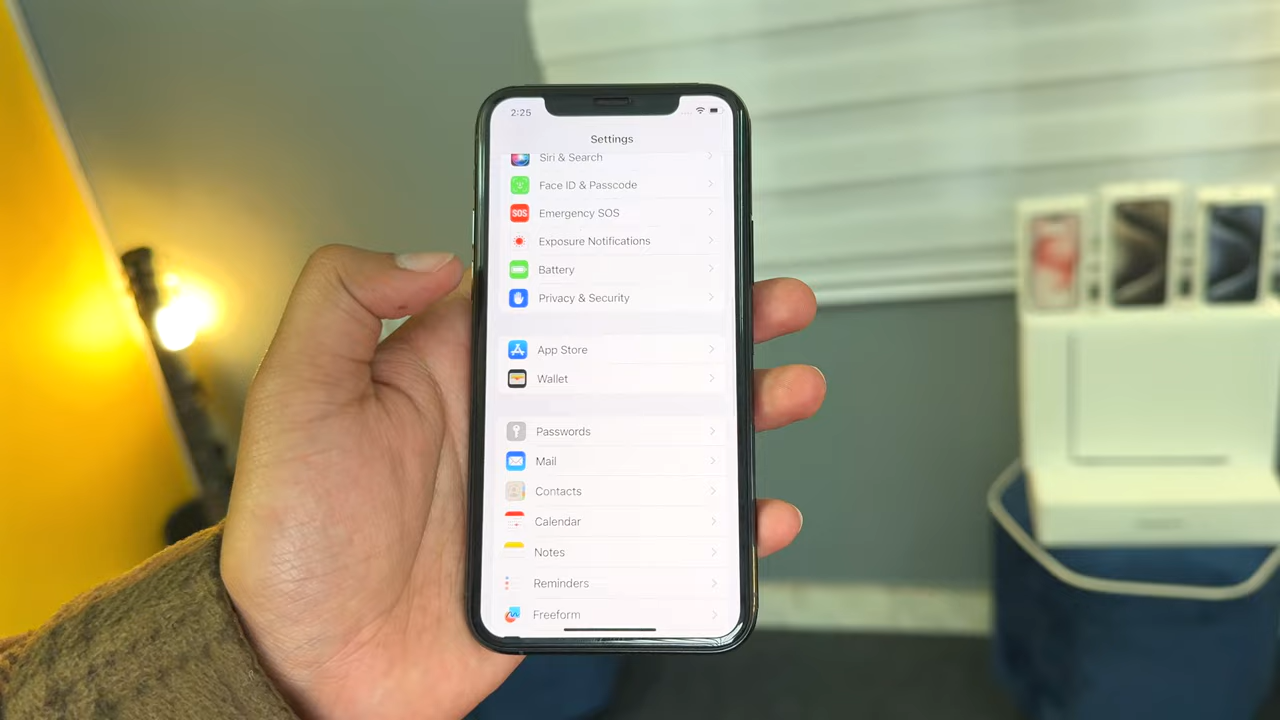 2:25
Settings
Siri & Search
Face ID & Passcode
SOS Emergency SOS
Exposure Notifications
Battery
Privacy & Security
App Store
Wallet
Passwords
Mail
Contacts
Calendar
Notes
Reminders
Freeform